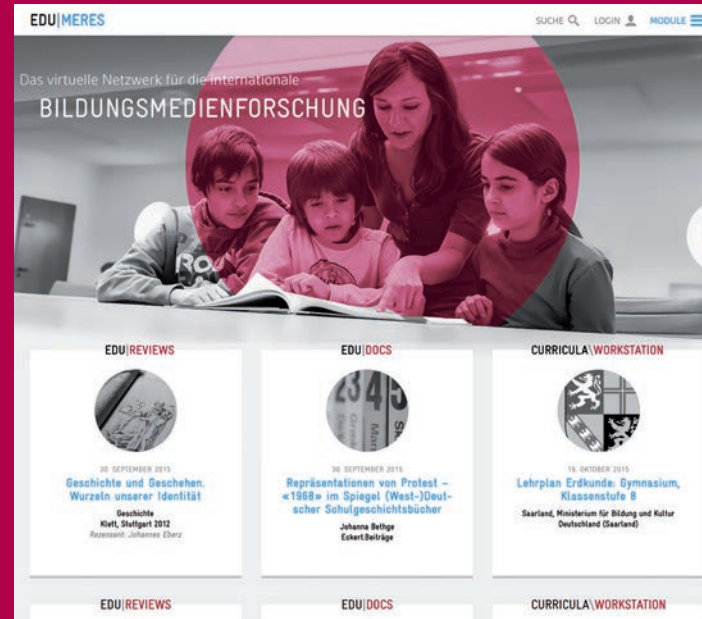 EDU|MERES
SUCHE LOGIN MODULE
Das virtuelle Netzwerk für die internationale
BILDUNGSMEDIENFORSCHUNG
EDU|REVIEWS
30. SEPTEMBER 2015
Geschichte und Geschehen.
Wurzeln unserer Identität
Geschichte
Klett, Stuttgart 2012
Rezensent: Johannes Eberz
EDU|DOCS
234 5
30. SEPTEMBER 2015
Repräsentationen von Protest –
«1968» im Spiegel (West-)Deut-
scher Schulgeschichtsbücher
Johanna Bethge
Eckert.Beiträge
CURRICULA\WORKSTATION
16. OKTOBER 2015
Lehrplan Erdkunde: Gymnasium,
Klassenstufe 8
Saarland, Ministerium für Bildung und Kultur
Deutschland (Saarland)
EDU|REVIEWS
EDU|DOCS
CURRICULA\WORKSTATION